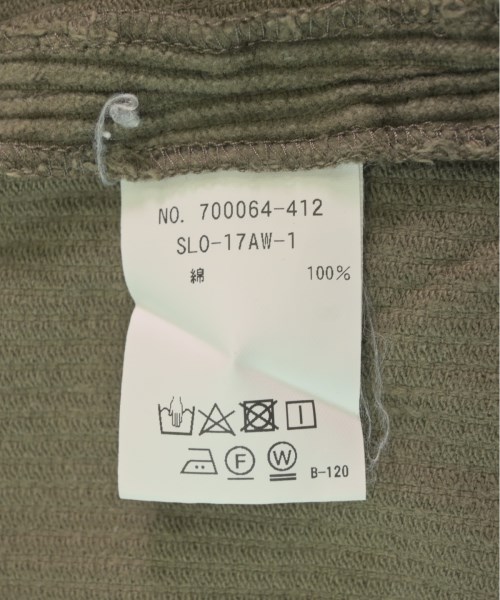 NO. 700064-412
SLO-17AW-1
綿 100%
F W B-120